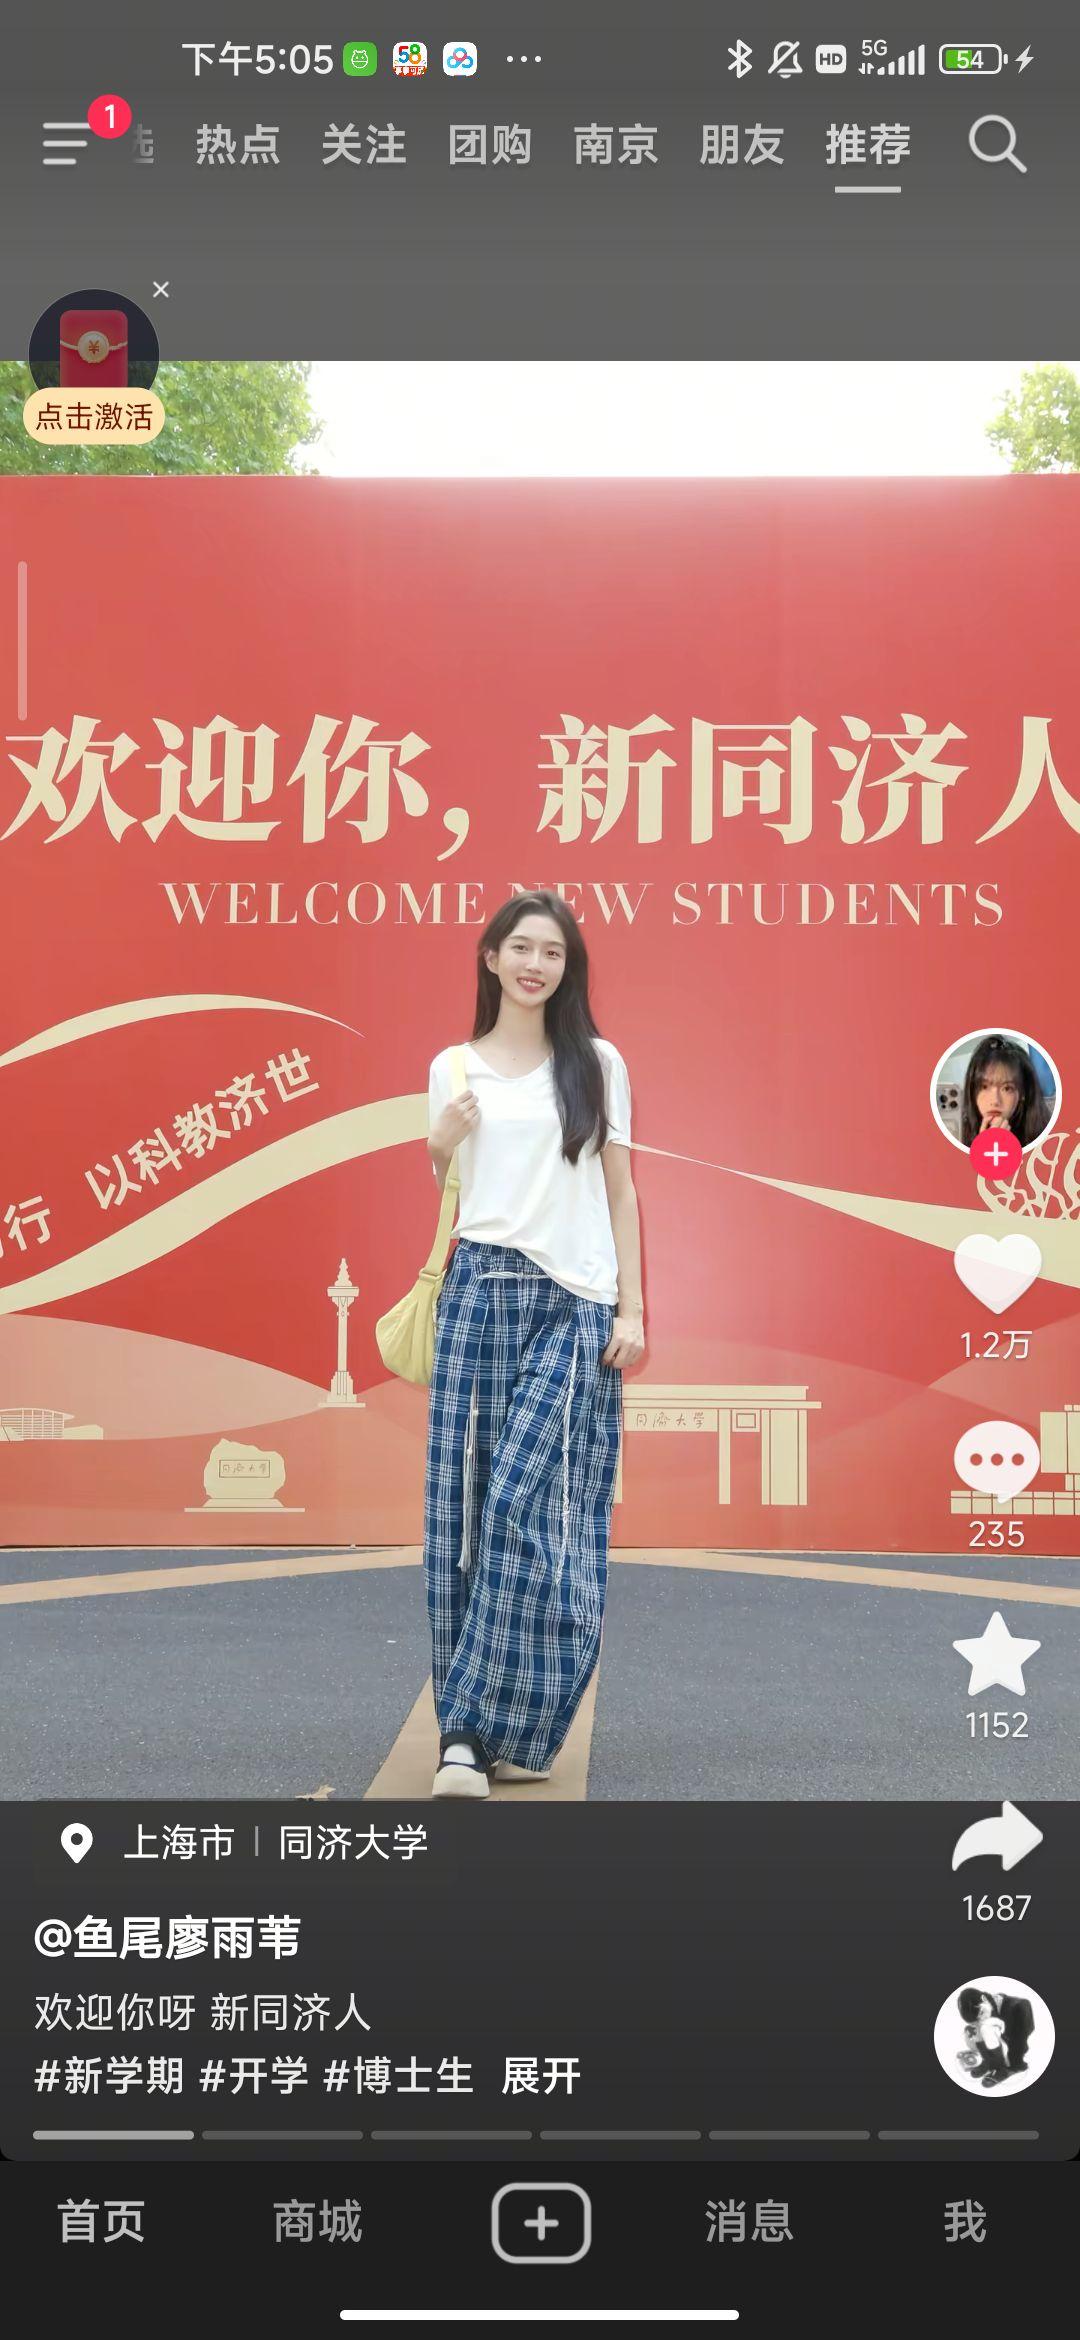 下午5:05
58
HD
5G
54
1
选 热点 关注 团购 南京 朋友 推荐
点击激活
欢迎你，新同济人
WELCOME NEW STUDENTS
行 以科教济世
同济大学
同济大学
1.2万
235
1152
1687
上海市 | 同济大学
@鱼尾廖雨苇
欢迎你呀 新同济人
#新学期 #开学 #博士生 展开
首页 商城 消息 我